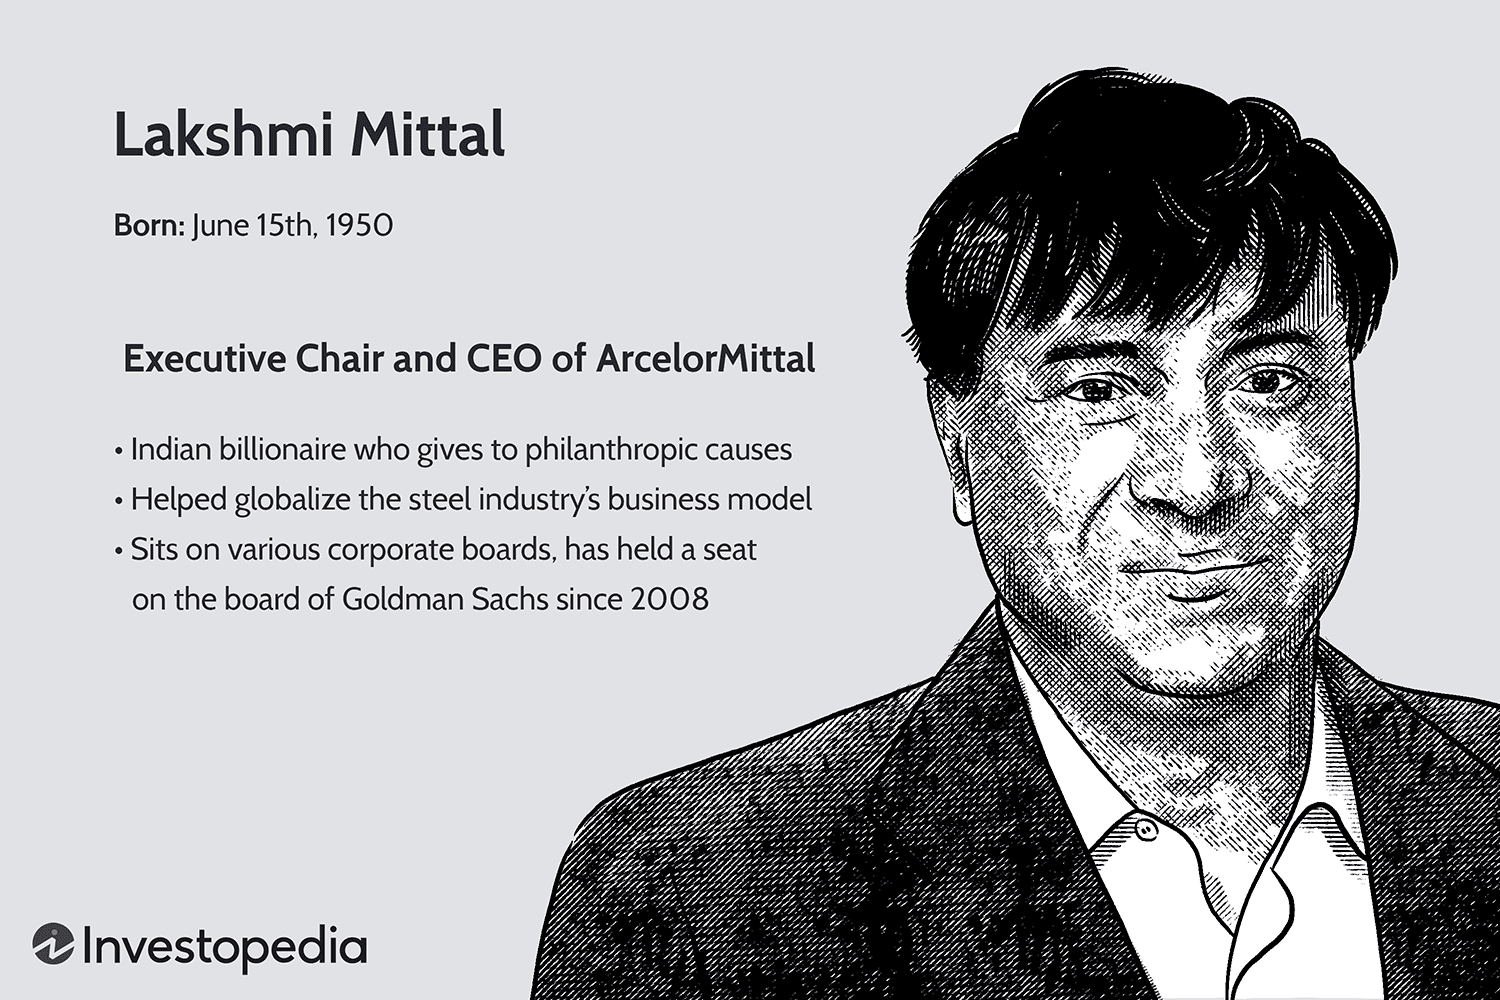 Lakshmi Mittal
Born: June 15th, 1950
Executive Chair and CEO of ArcelorMittal
• Indian billionaire who gives to philanthropic causes
• Helped globalize the steel industry’s business model
• Sits on various corporate boards, has held a seat
on the board of Goldman Sachs since 2008
Investopedia